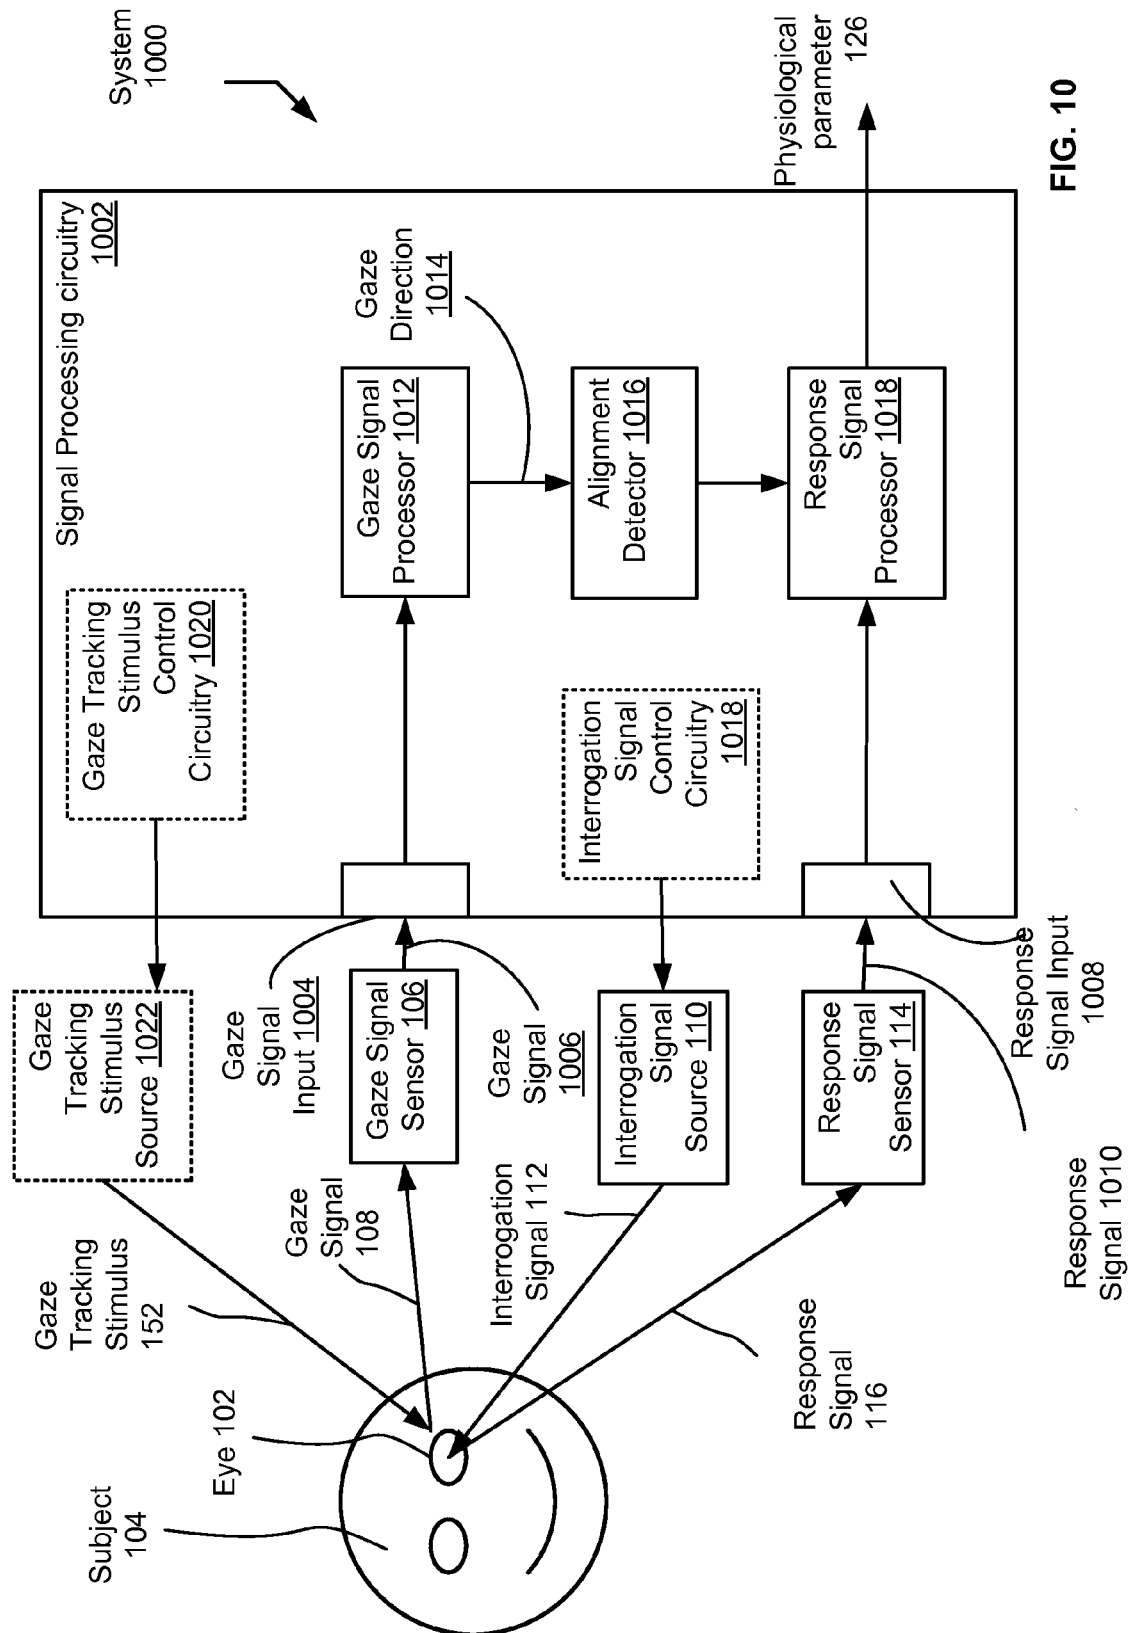 System
1000
Signal Processing circuitry
1002
Gaze Tracking
Stimulus
Control
Circuitry 1020
Gaze
Tracking
Stimulus
Source 1022
Gaze
Tracking
Stimulus
152
Subject
104
Eye 102
Gaze
Signal
108
Gaze Signal
Sensor 106
Gaze
Signal
Input 1004
Gaze
Signal
1006
Gaze Signal
Processor 1012
Gaze
Direction
1014
Alignment
Detector 1016
Interrogation
Signal
Control
Circuitry
1018
Interrogation
Signal
Source 110
Interrogation
Signal 112
Response
Signal
116
Response
Signal
Sensor 114
Response
Signal 1010
Response
Signal Input
1008
Response
Signal
Processor 1018
Physiological
parameter
126
FIG. 10